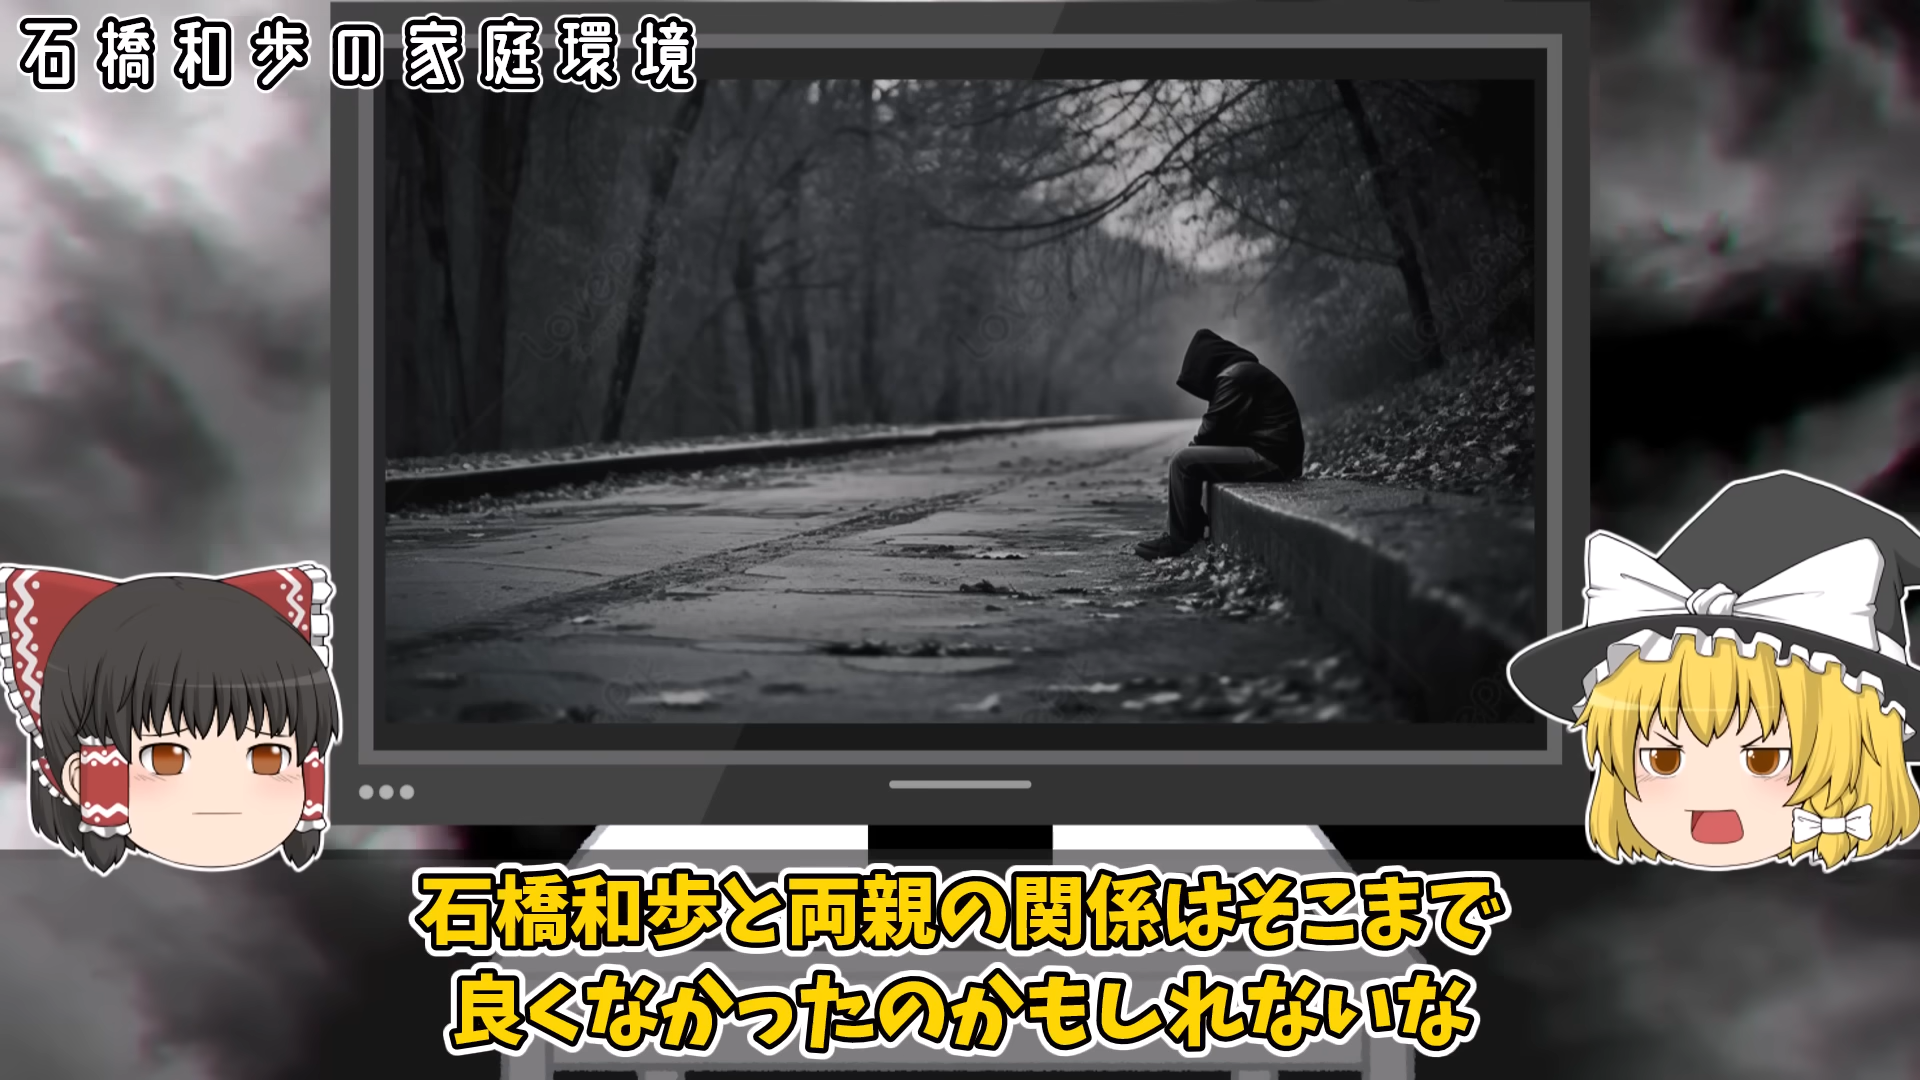 石橋和歩の家庭環境
石橋和歩と両親の関係はそこまで
良くなかったのかもしれないな